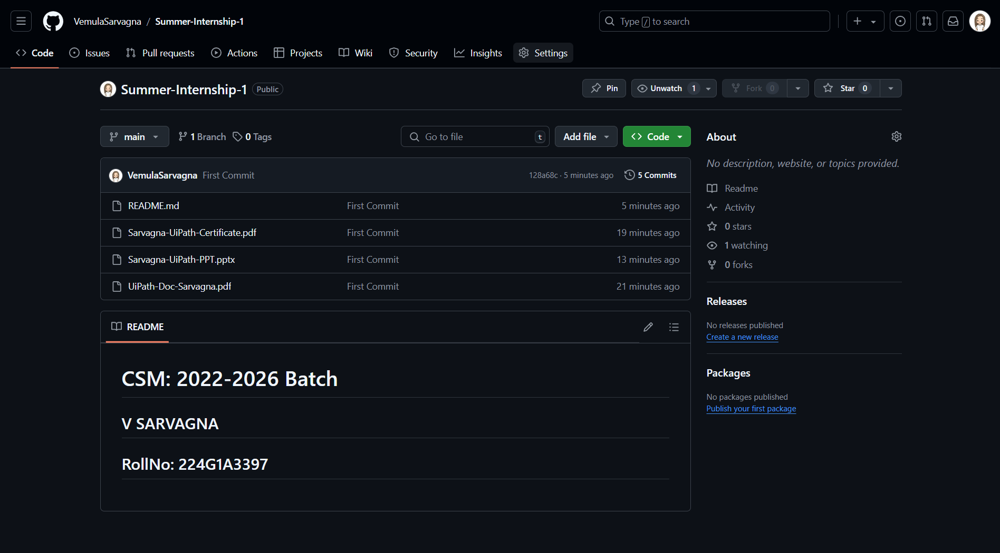 VemulaSarvagna / Summer-Internship-1
Type / to search
Code Issues Pull requests Actions Projects Wiki Security Insights Settings
Summer-Internship-1 Public
Pin Unwatch 1 Fork 0 Star 0
main 1 Branch 0 Tags Go to file t Add file Code
VemulaSarvagna First Commit 128a68c · 5 minutes ago 5 Commits
README.md First Commit 5 minutes ago
Sarvagna-UiPath-Certificate.pdf First Commit 19 minutes ago
Sarvagna-UiPath-PPT.pptx First Commit 13 minutes ago
UiPath-Doc-Sarvagna.pdf First Commit 21 minutes ago
README
CSM: 2022-2026 Batch
V SARVAGNA
RollNo: 224G1A3397
About
No description, website, or topics provided.
Readme
Activity
0 stars
1 watching
0 forks
Releases
No releases published
Create a new release
Packages
No packages published
Publish your first package